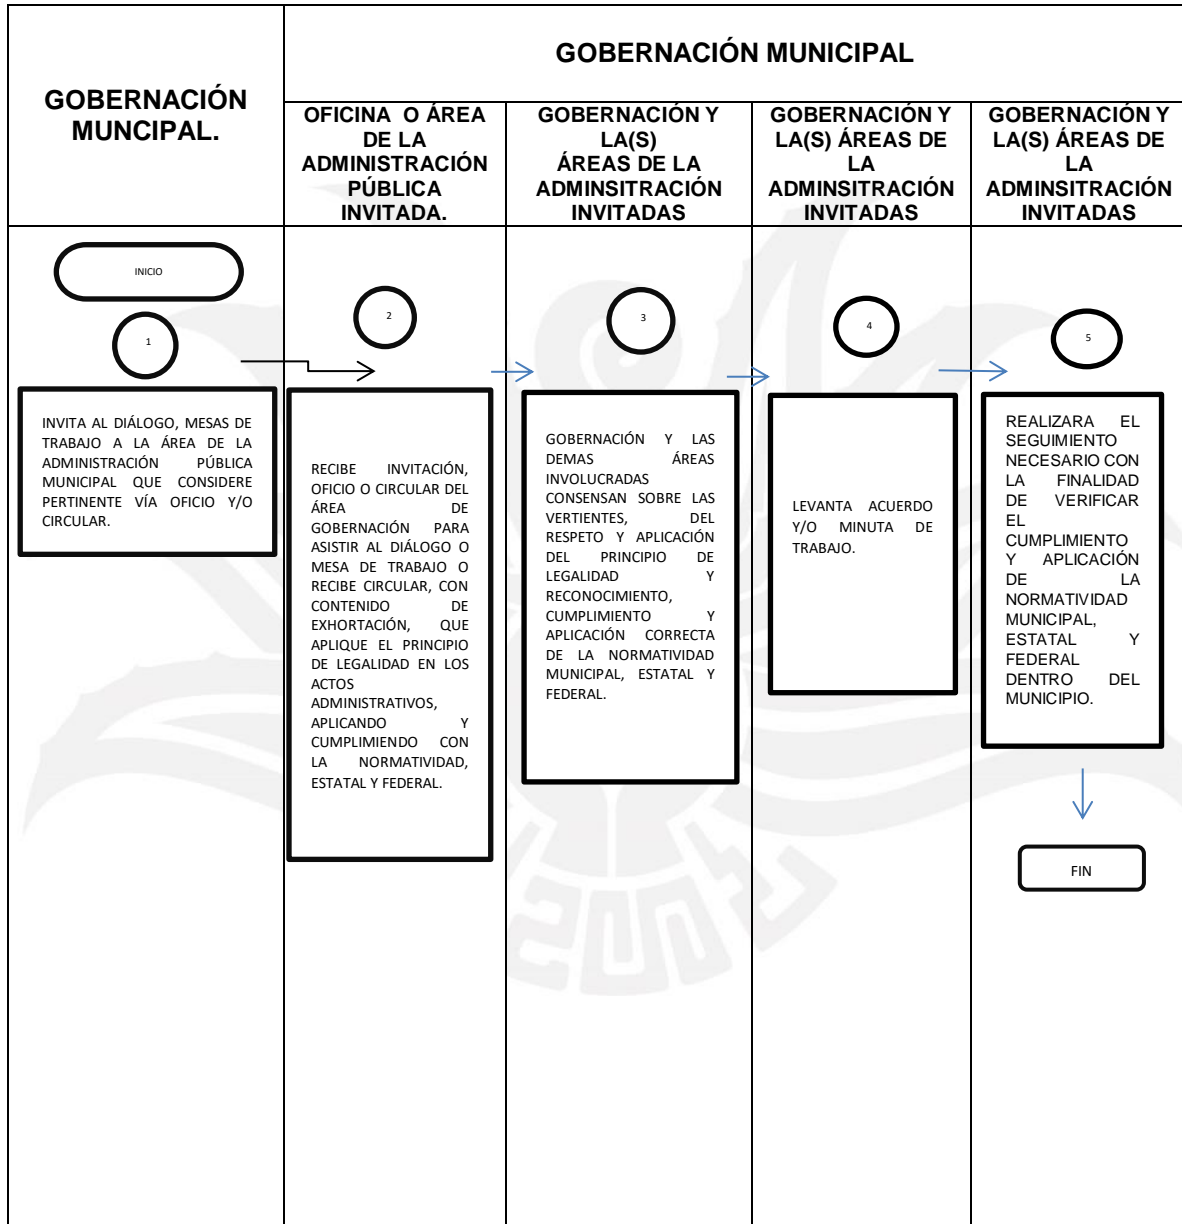 GOBERNACIÓN
MUNCIPAL.
GOBERNACIÓN MUNICIPAL
OFICINA O ÁREA
DE LA
ADMINISTRACIÓN
PÚBLICA
INVITADA.
GOBERNACIÓN Y
LA(S)
ÁREAS DE LA
ADMINSITRACIÓN
INVITADAS
GOBERNACIÓN Y
LA(S) ÁREAS DE
LA
ADMINSITRACIÓN
INVITADAS
GOBERNACIÓN Y
LA(S) ÁREAS DE
LA
ADMINSITRACIÓN
INVITADAS
INICIO
1
INVITA AL DIÁLOGO, MESAS DE
TRABAJO A LA ÁREA DE LA
ADMINISTRACIÓN PÚBLICA
MUNICIPAL QUE CONSIDERE
PERTINENTE VÍA OFICIO Y/O
CIRCULAR.
2
RECIBE INVITACIÓN,
OFICIO O CIRCULAR DEL
ÁREA DE
GOBERNACIÓN PARA
ASISTIR AL DIÁLOGO O
MESA DE TRABAJO O
RECIBE CIRCULAR, CON
CONTENIDO DE
EXHORTACIÓN, QUE
APLIQUE EL PRINCIPIO
DE LEGALIDAD EN LOS
ACTOS
ADMINISTRATIVOS,
APLICANDO Y
CUMPLIMIENDO CON
LA NORMATIVIDAD,
ESTATAL Y FEDERAL.
3
GOBERNACIÓN Y LAS
DEMAS ÁREAS
INVOLUCRADAS
CONSENSAN SOBRE LAS
VERTIENTES, DEL
RESPETO Y APLICACIÓN
DEL PRINCIPIO DE
LEGALIDAD Y
RECONOCIMIENTO,
CUMPLIMIENTO Y
APLICACIÓN CORRECTA
DE LA NORMATIVIDAD
MUNICIPAL, ESTATAL Y
FEDERAL.
4
LEVANTA ACUERDO
Y/O MINUTA DE
TRABAJO.
5
REALIZARA EL
SEGUIMIENTO
NECESARIO CON
LA FINALIDAD
DE VERIFICAR
EL
CUMPLIMIENTO
Y APLICACIÓN
DE LA
NORMATIVIDAD
MUNICIPAL,
ESTATAL Y
FEDERAL
DENTRO DEL
MUNICIPIO.
FIN